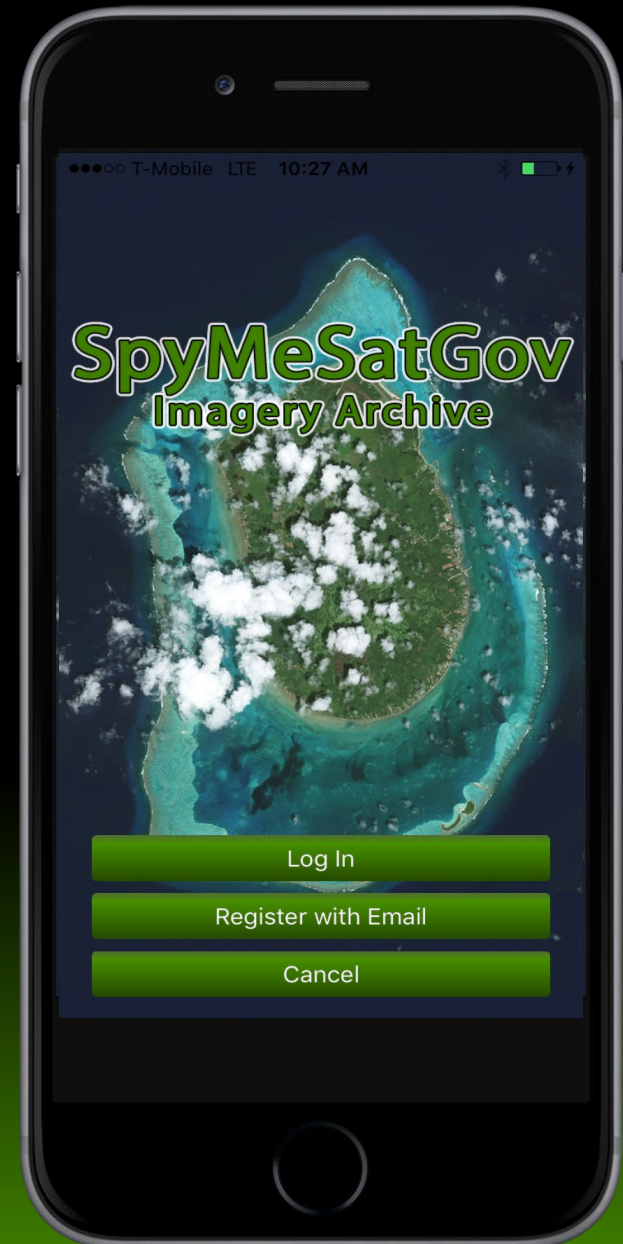 T-Mobile LTE 10:27 AM
SpyMeSatGov
Imagery Archive
Log In
Register with Email
Cancel